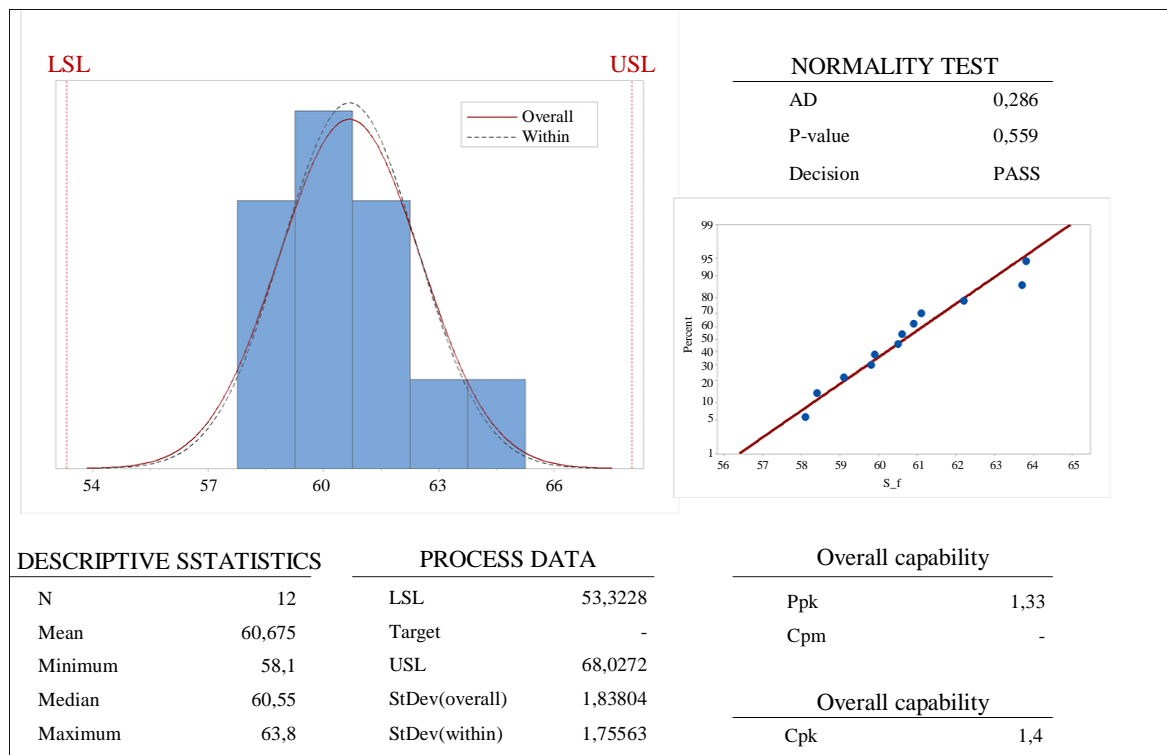 LSL USL
Overall
Within
54 57 60 63 66
NORMALITY TEST
AD 0,286
P-value 0,559
Decision PASS
99
95
90
80
70
60
50
40
30
20
10
5
1
Percent
56 57 58 59 60 61 62 63 64 65
S_f
DESCRIPTIVE SSTATISTICS
N 12
Mean 60,675
Minimum 58,1
Median 60,55
Maximum 63,8
PROCESS DATA
LSL 53,3228
Target -
USL 68,0272
StDev(overall) 1,83804
StDev(within) 1,75563
Overall capability
Ppk 1,33
Cpm -
Overall capability
Cpk 1,4